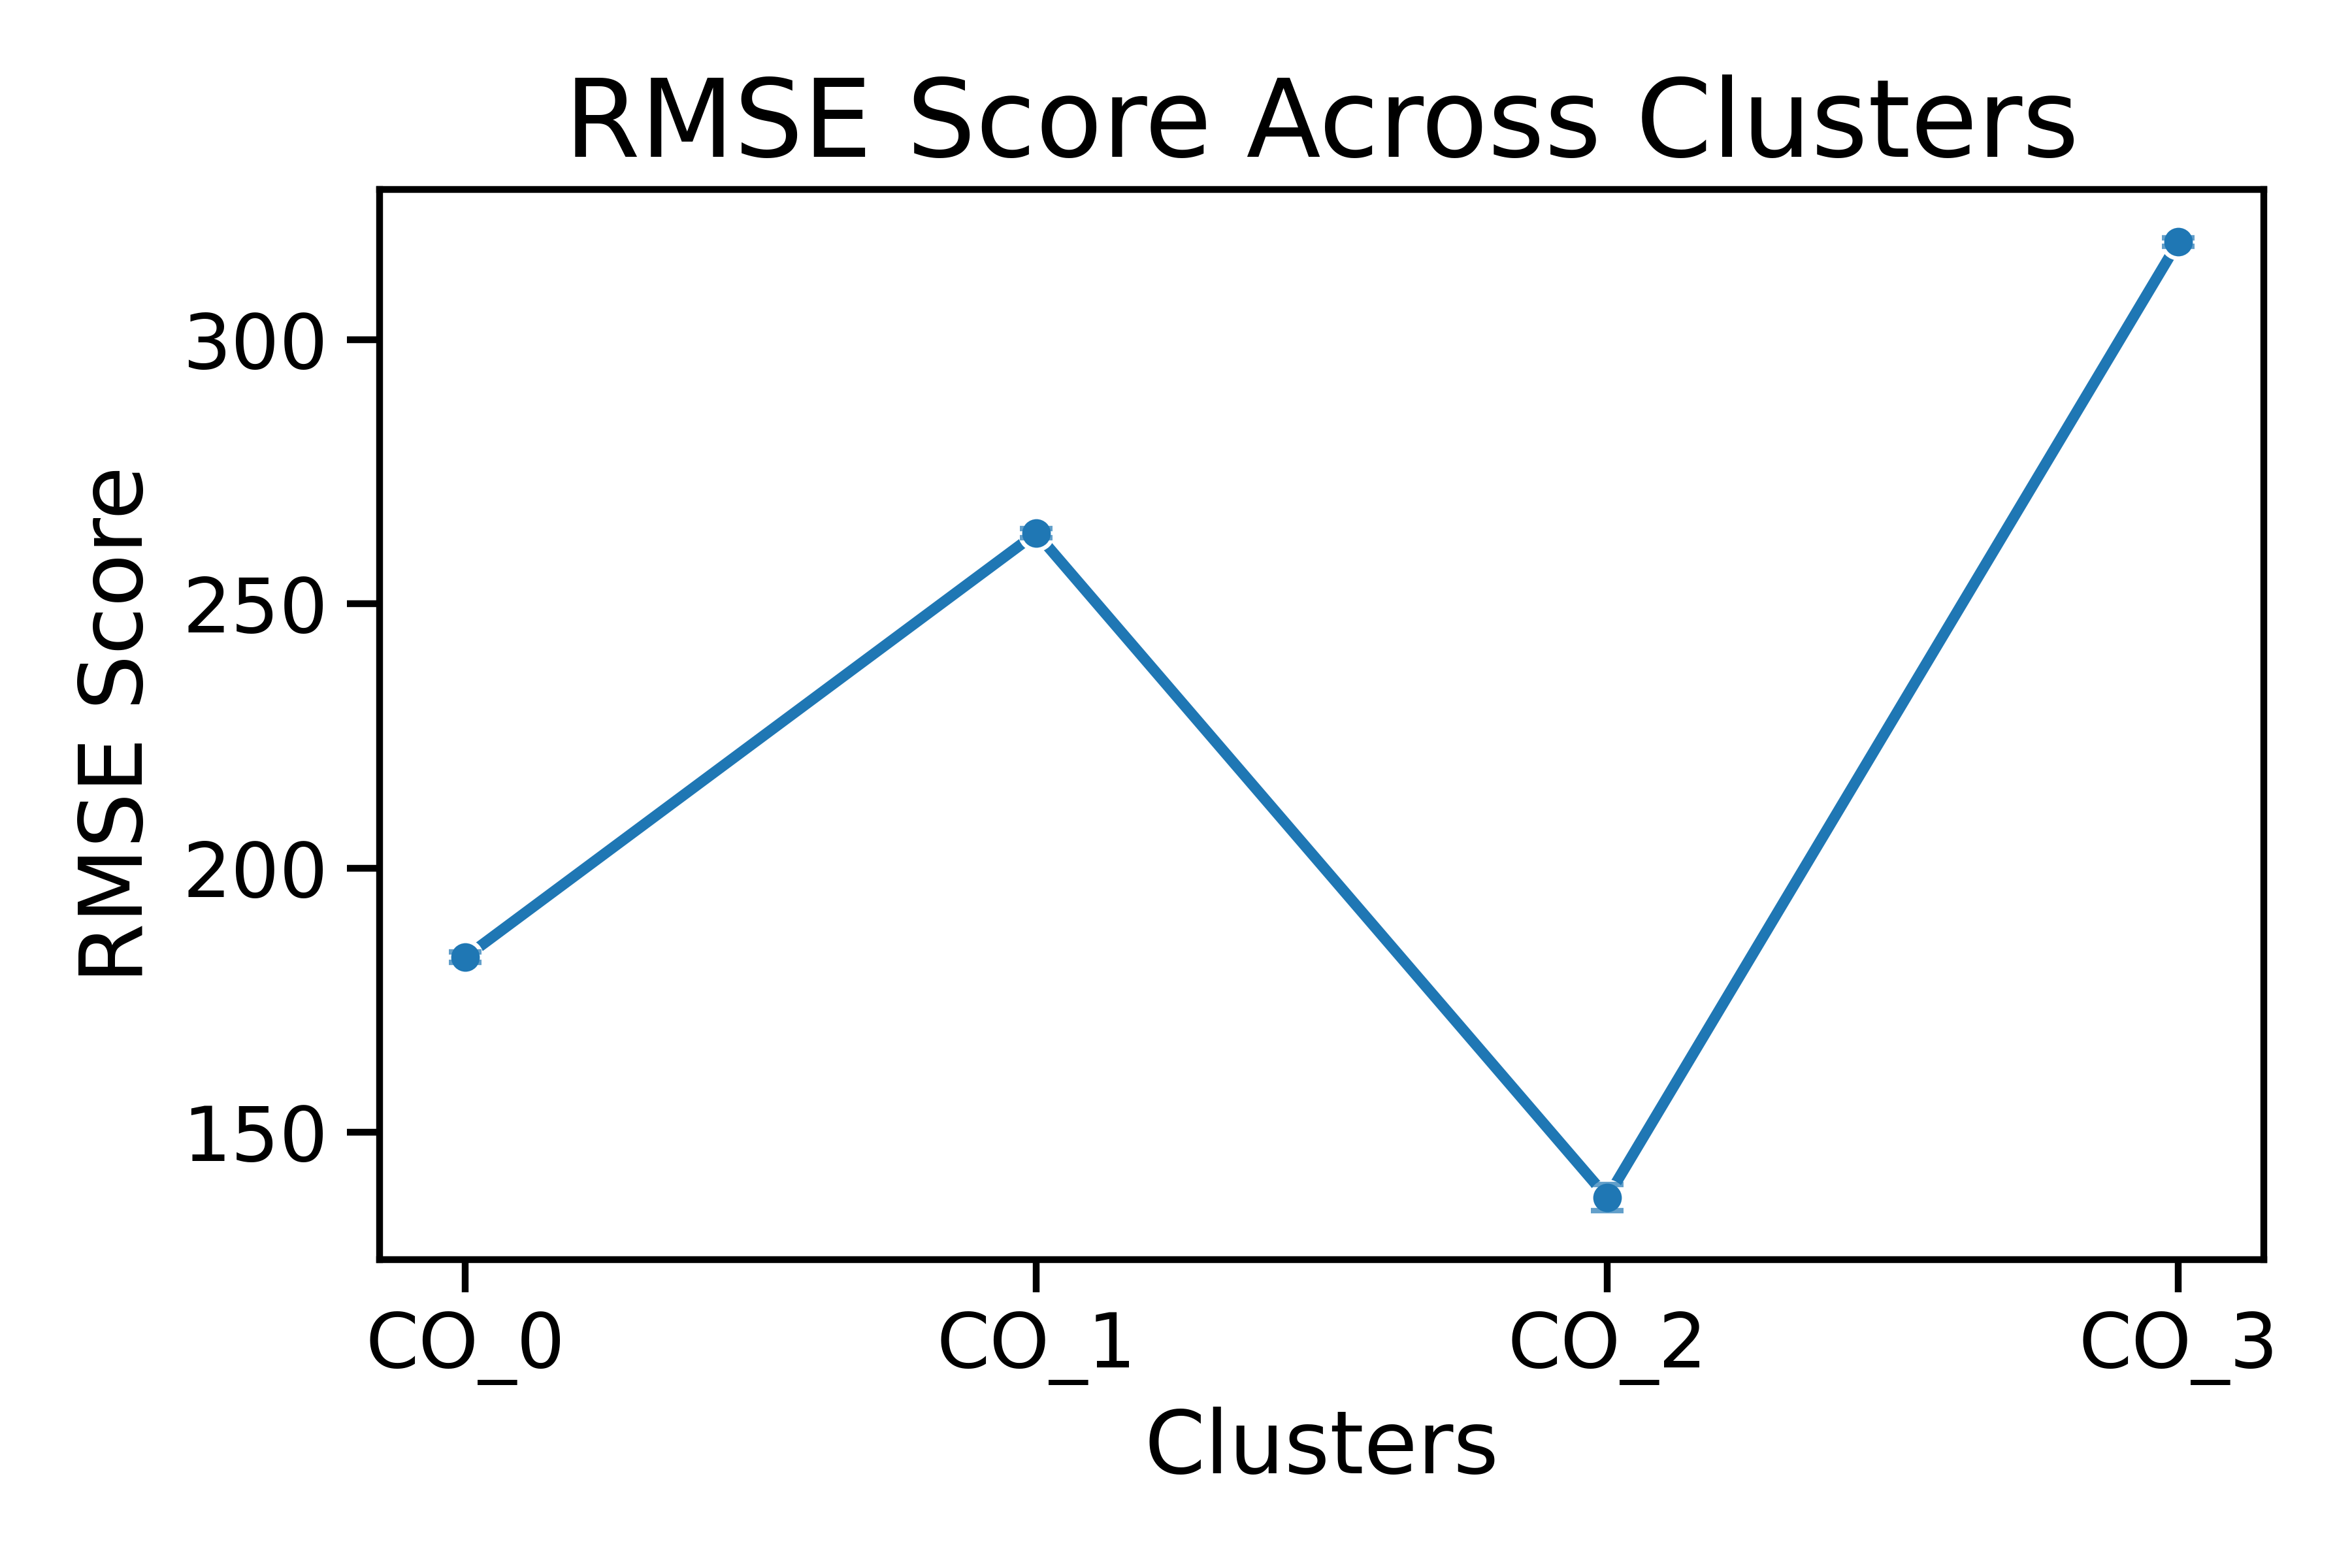 RMSE Score Across Clusters
RMSE Score
300
250
200
150
CO_0
CO_1
CO_2
CO_3
Clusters